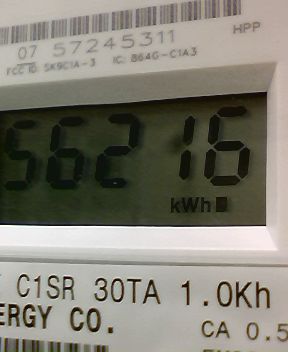 07 57245311
HPP
FCC ID: SK9C1A-3 IC: 864G-C1A3
56216
kWh
C1SR 30TA 1.0Kh
ERGY CO.
CA 0.5